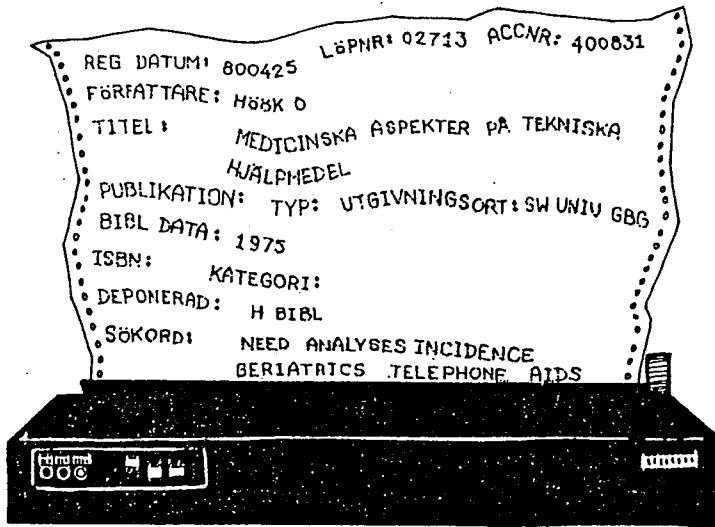 REG DATUM: 800425 LÖPNR: 02713 ACCNR: 400831
FÖRFATTARE: HÖÖK O
TITEL: MEDICINSKA ASPEKTER PÅ TEKNISKA
HJÄLPMEDEL
PUBLIKATION: TYP: UTGIVNINGSORT: SW UNIV GBG
BIBL DATA: 1975
ISBN: KATEGORI:
DEPONERAD: H BIBL
SÖKORD: NEED ANALYSES INCIDENCE
GERIATRICS TELEPHONE AIDS